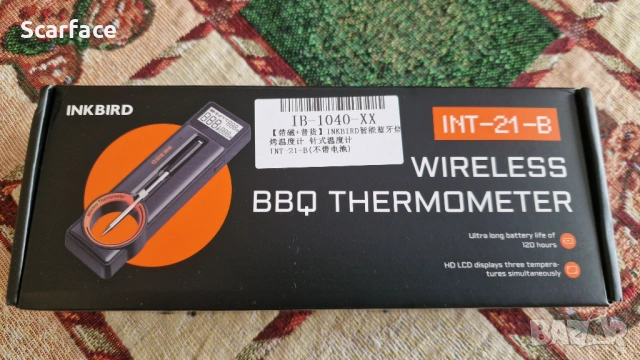 Scarface
INKBIRD
IB-1040-XX
【带磁+普装】INKBIRD智能蓝牙烧
烤温度计 针式温度计
INT-21-B(不带电池)
INT-21-B
WIRELESS
BBQ THERMOMETER
Ultra long battery life of
120 hours
HD LCD displays three tempera-
tures simultaneously
BAZAR